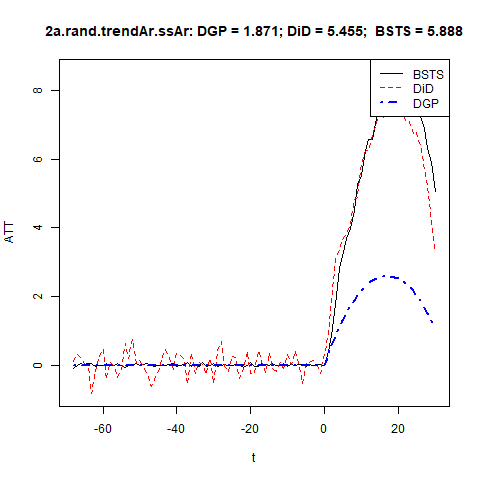 2a.rand.trendAr.ssAr: DGP = 1.871; DiD = 5.455;  BSTS = 5.888
BSTS
DiD
DGP
ATT
8
6
4
2
0
-60 -40 -20 0 20
t